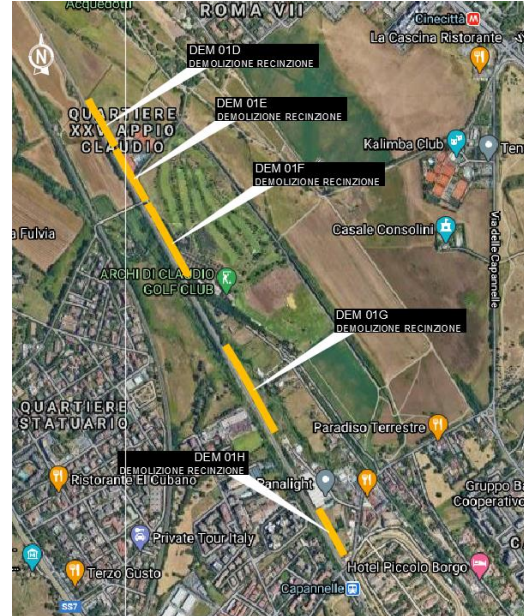 Acquedotti
ROMA VII
Cinecittà M
N
La Cascina Ristorante
DEM 01D
DEMOLIZIONE RECINZIONE
QUARTIERE
XXV APPIO
CLAUDIO
DEM 01E
DEMOLIZIONE RECINZIONE
Kalimba Club
Ten
DEM 01F
DEMOLIZIONE RECINZIONE
Via delle Capannelle
a Fulvia
Casale Consolini
ARCHI DI CLAUDIO
GOLF CLUB
DEM 01G
DEMOLIZIONE RECINZIONE
QUARTIERE
STATUARIO
Paradiso Terrestre
DEM 01H
DEMOLIZIONE RECINZIONE
Ristorante El Cubano
Panalight
Gruppo Ba
Cooperativo
Private Tour Italy
CA
Terzo Gusto
Hotel Piccolo Borgo
Capannelle
SS7